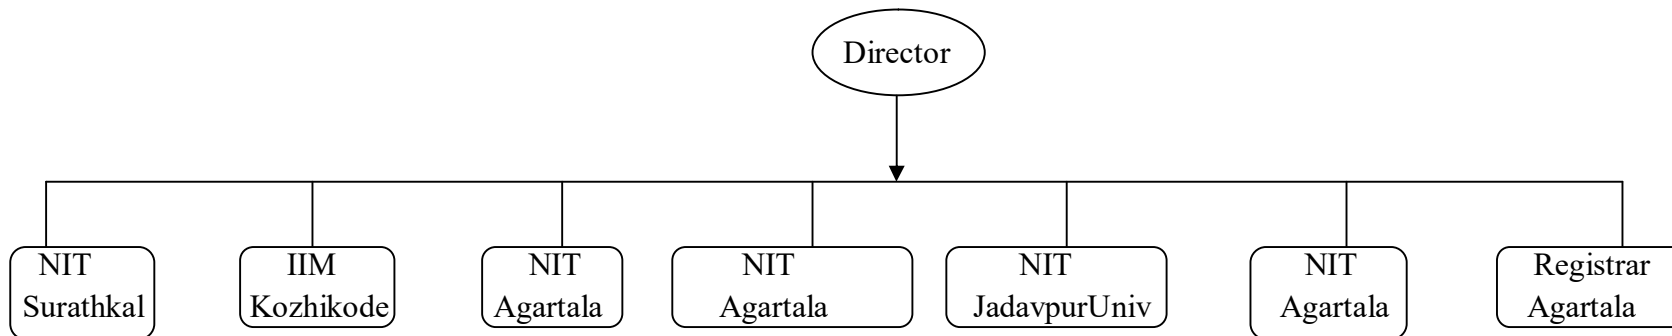 Director
NIT
Surathkal
IIM
Kozhikode
NIT
Agartala
NIT
Agartala
NIT
JadavpurUniv
NIT
Agartala
Registrar
Agartala